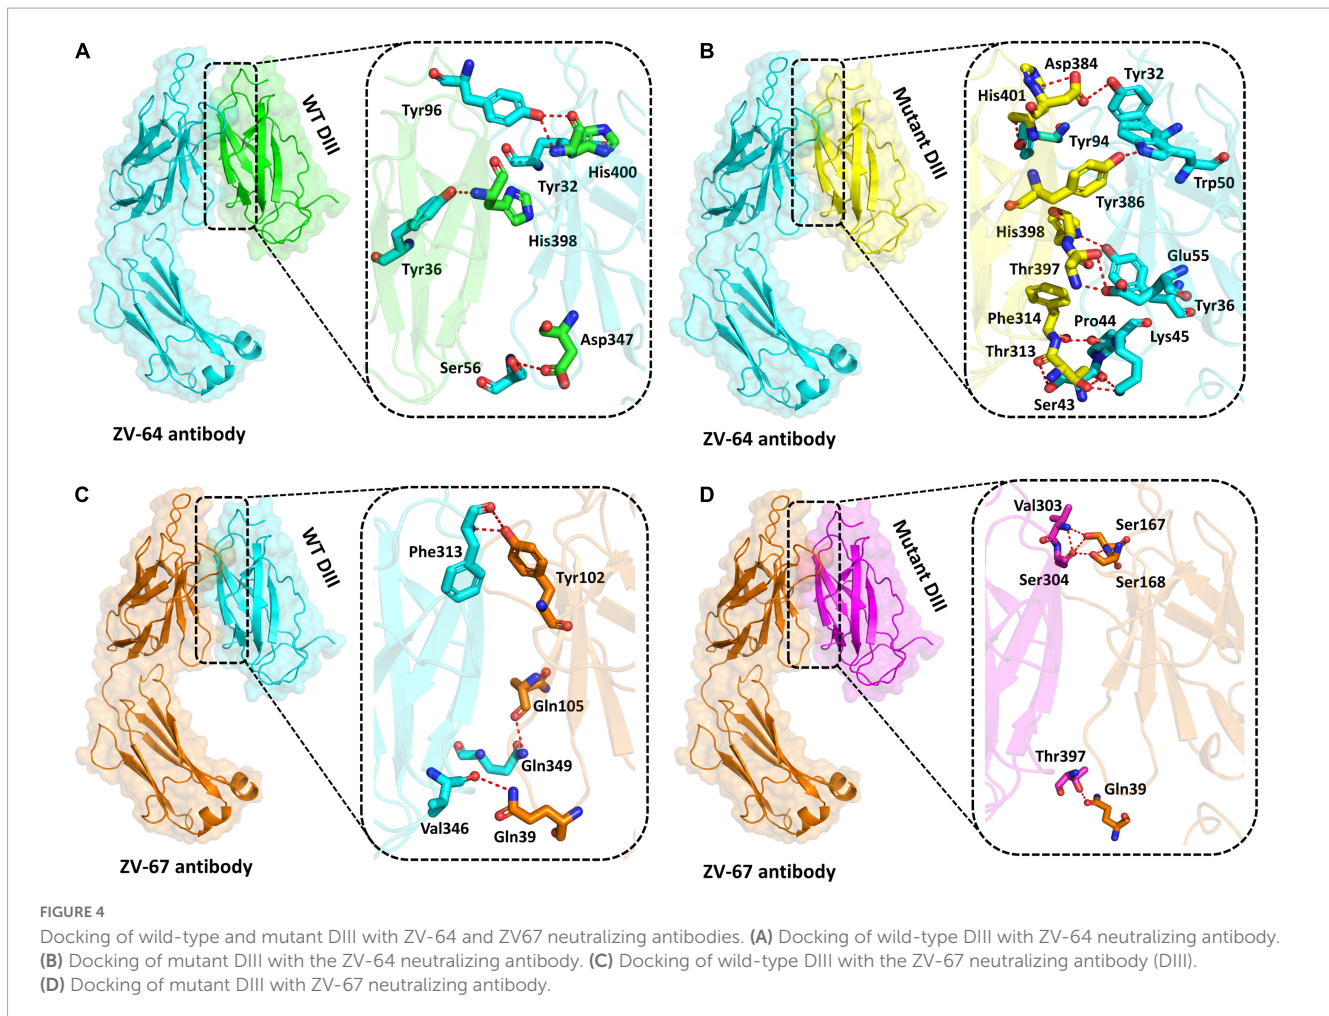 A
WT DIII
Tyr96
His400
Tyr32
His398
Tyr36
Asp347
Ser56
ZV-64 antibody
B
Mutant DIII
Asp384
Tyr32
His401
Tyr94
Trp50
Tyr386
His398
Glu55
Thr397
Tyr36
Phe314
Pro44
Lys45
Thr313
Ser43
ZV-64 antibody
C
WT DIII
Phe313
Tyr102
Gln105
Gln349
Val346
Gln39
ZV-67 antibody
D
Mutant DIII
Val303
Ser167
Ser304
Ser168
Thr397
Gln39
ZV-67 antibody
FIGURE 4
Docking of wild-type and mutant DIII with ZV-64 and ZV67 neutralizing antibodies. (A) Docking of wild-type DIII with ZV-64 neutralizing antibody.
(B) Docking of mutant DIII with the ZV-64 neutralizing antibody. (C) Docking of wild-type DIII with the ZV-67 neutralizing antibody (DIII).
(D) Docking of mutant DIII with ZV-67 neutralizing antibody.